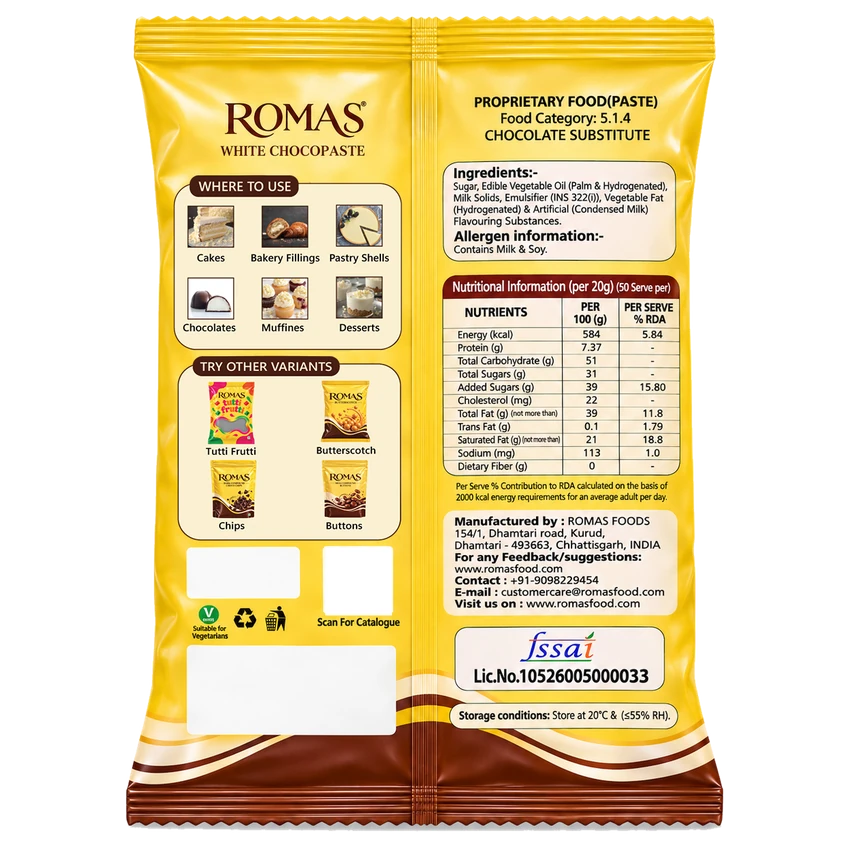 ROMAS®
WHITE CHOCOPASTE
WHERE TO USE
Cakes
Bakery Fillings
Pastry Shells
Chocolates
Muffines
Desserts
TRY OTHER VARIANTS
ROMAS
tutti
frutti
Tutti Frutti
ROMAS
Butterscotch
ROMAS
Chips
ROMAS
Buttons
V
Suitable for
Vegetarians
Scan For Catalogue
PROPRIETARY FOOD(PASTE)
Food Category: 5.1.4
CHOCOLATE SUBSTITUTE
Ingredients:-
Sugar, Edible Vegetable Oil (Palm & Hydrogenated),
Milk Solids, Emulsifier (INS 322(i)), Vegetable Fat
(Hydrogenated) & Artificial (Condensed Milk)
Flavouring Substances.
Allergen information:-
Contains Milk & Soy.
Nutritional Information (per 20g) (50 Serve per)
NUTRIENTS PER 100 (g) PER SERVE % RDA
Energy (kcal) 584 5.84
Protein (g) 7.37 -
Total Carbohydrate (g) 51 -
Total Sugars (g) 31 -
Added Sugars (g) 39 15.80
Cholesterol (mg) 22 -
Total Fat (g) (not more than) 39 11.8
Trans Fat (g) 0.1 1.79
Saturated Fat (g) (not more than) 21 18.8
Sodium (mg) 113 1.0
Dietary Fiber (g) 0 -
Per Serve % Contribution to RDA calculated on the basis of
2000 kcal energy requirements for an average adult per day.
Manufactured by : ROMAS FOODS
154/1, Dhamtari road, Kurud,
Dhamtari - 493663, Chhattisgarh, INDIA
For any Feedback/suggestions:
www.romasfood.com
Contact : +91-9098229454
E-mail : customercare@romasfood.com
Visit us on : www.romasfood.com
fssai
Lic.No.10526005000033
Storage conditions: Store at 20°C & (≤55% RH).